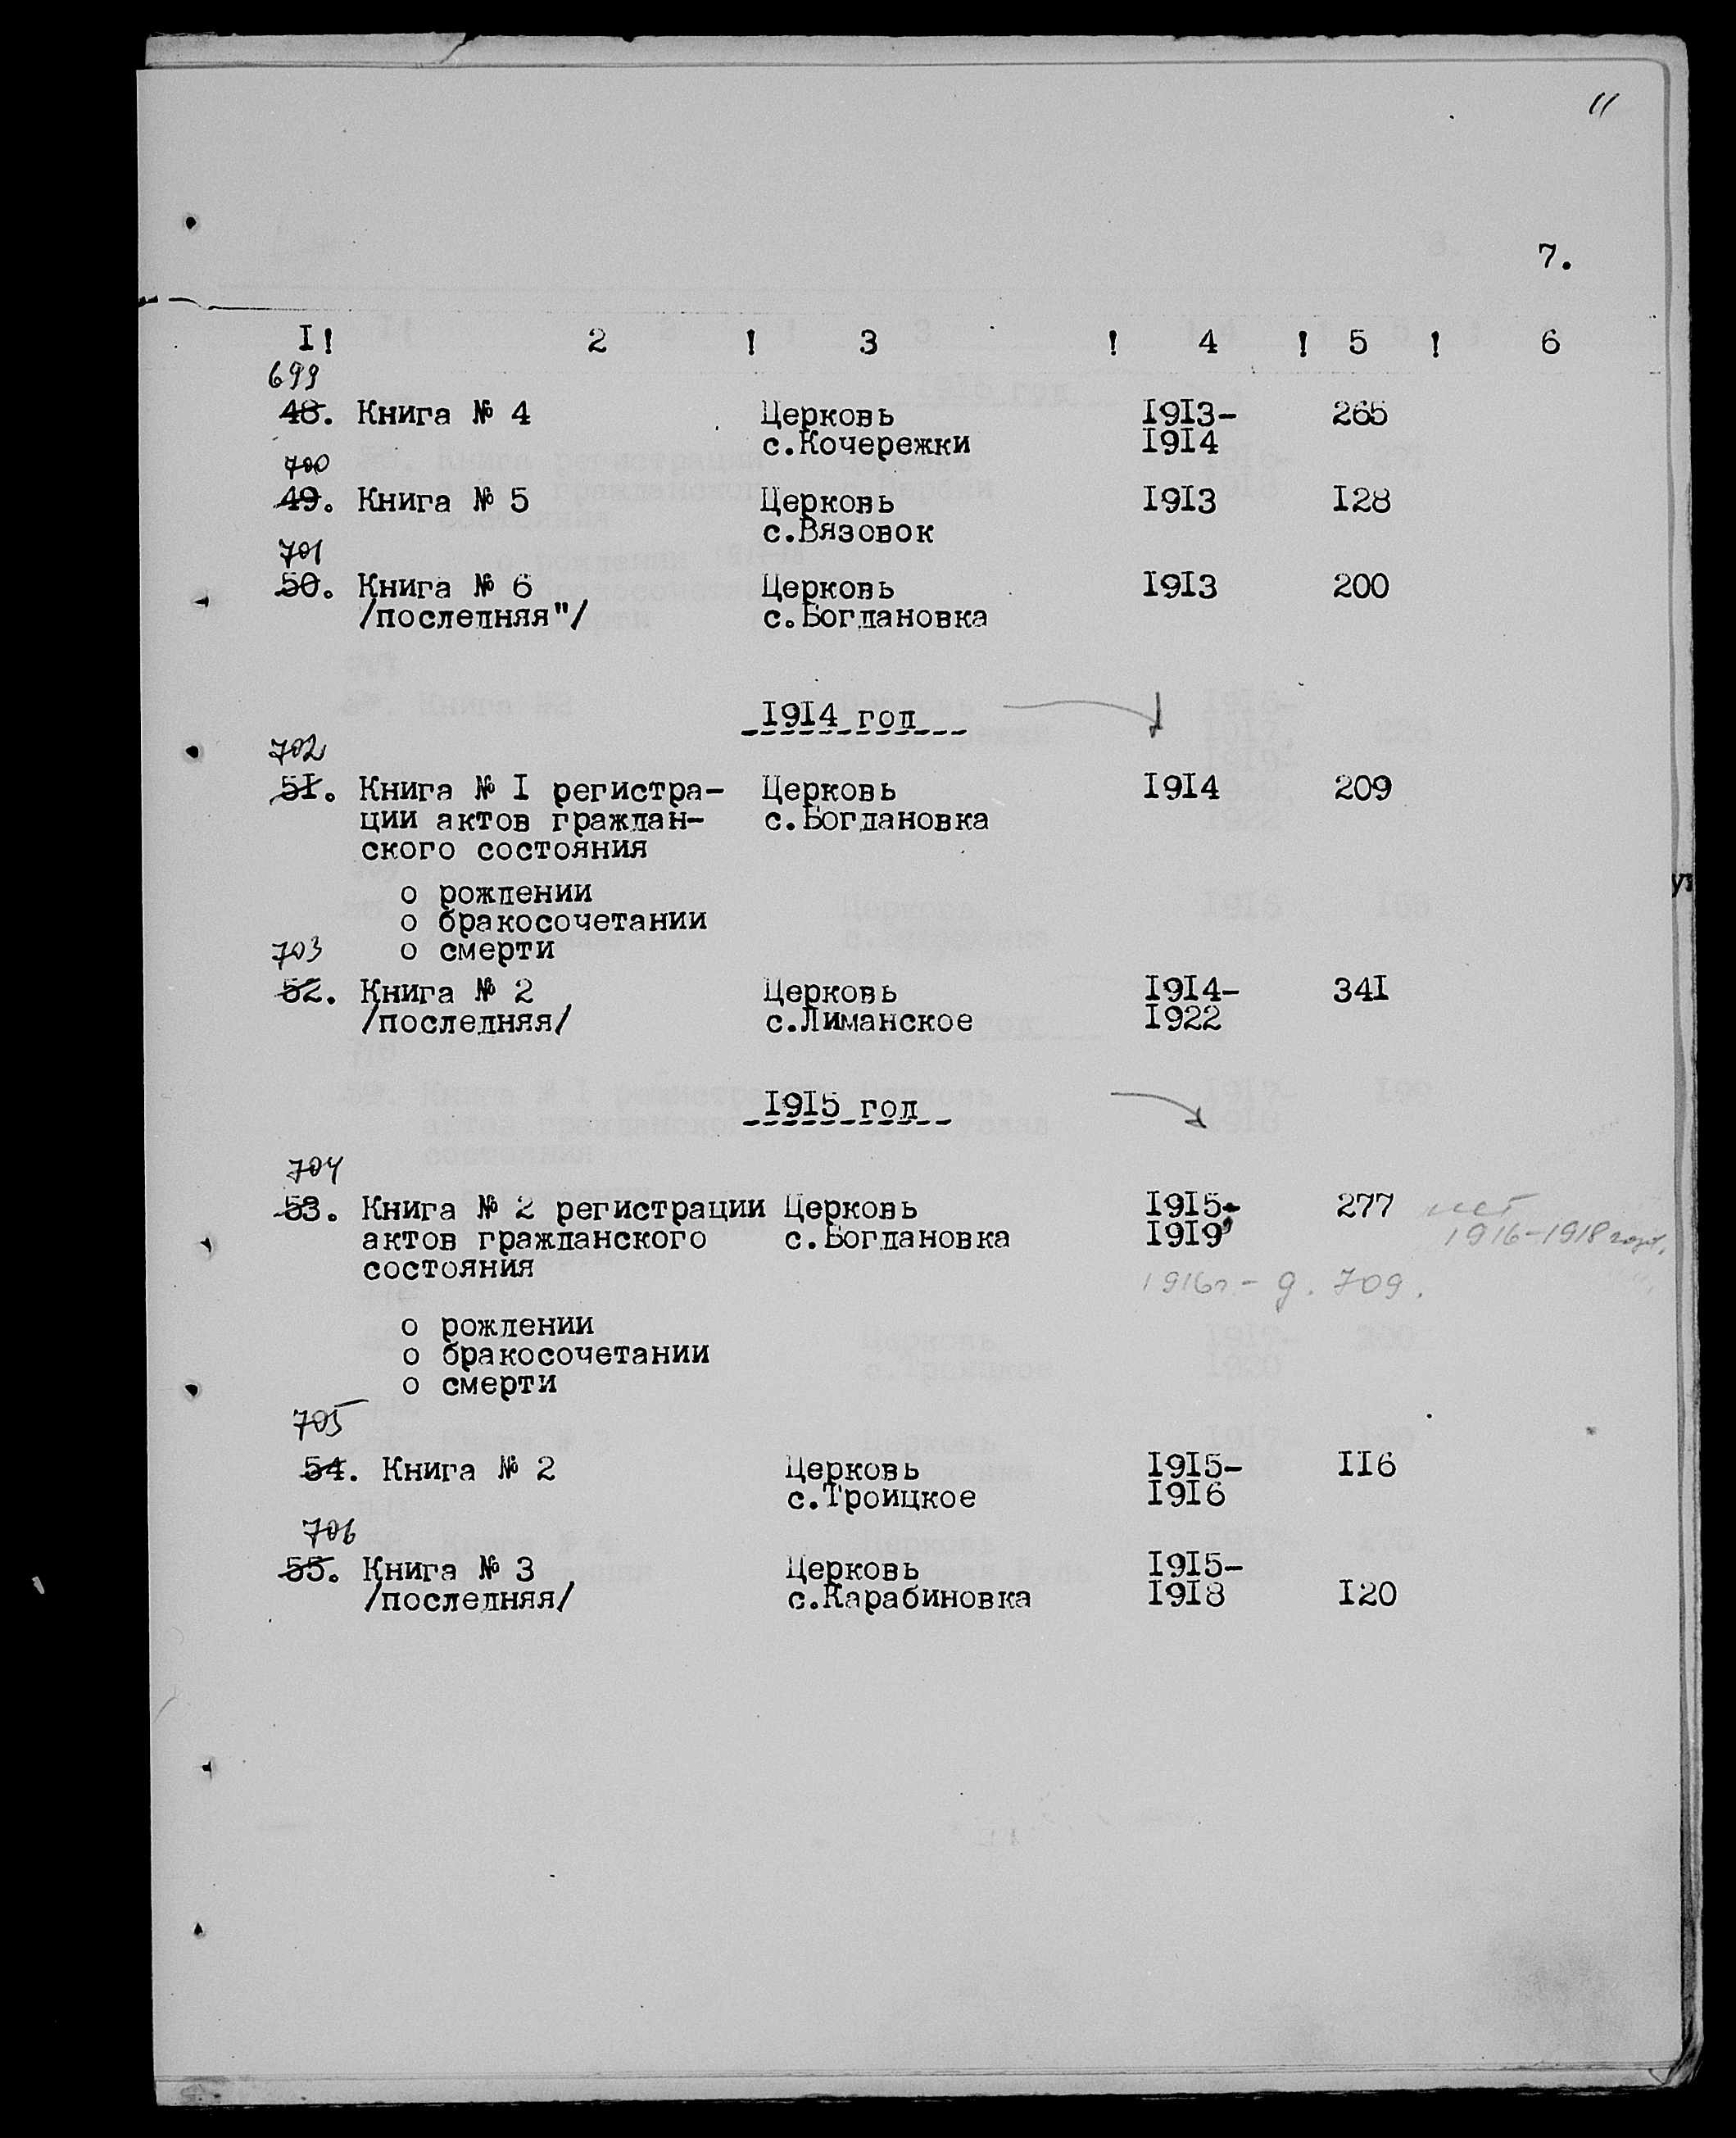 11
7.
I! 2 ! 3 ! 4 ! 5 ! 6
699
48. Книга № 4 Церковь 1913- 265
с.Кочережки 1914
700
49. Книга № 5 Церковь 1913 128
с.Вязовок
701
50. Книга № 6 Церковь 1913 200
/последняя"/ с.Богдановка
1914 год
702
51. Книга № I регистра- Церковь 1914 209
ции актов граждан- с.Богдановка
ского состояния
о рождении
о бракосочетании
703 о смерти
52. Книга № 2 Церковь 1914- 341
/последняя/ с.Лиманское 1922
1915 год
704
53. Книга № 2 регистрации Церковь 1915- 277 нет
актов гражданского с.Богдановка 1919 1916-1918 годы.
состояния
1916г - д. 709.
о рождении
о бракосочетании
о смерти
705
54. Книга № 2 Церковь 1915- 116
с.Троицкое 1916
706
55. Книга № 3 Церковь 1915-
/последняя/ с.Карабиновка 1918 120